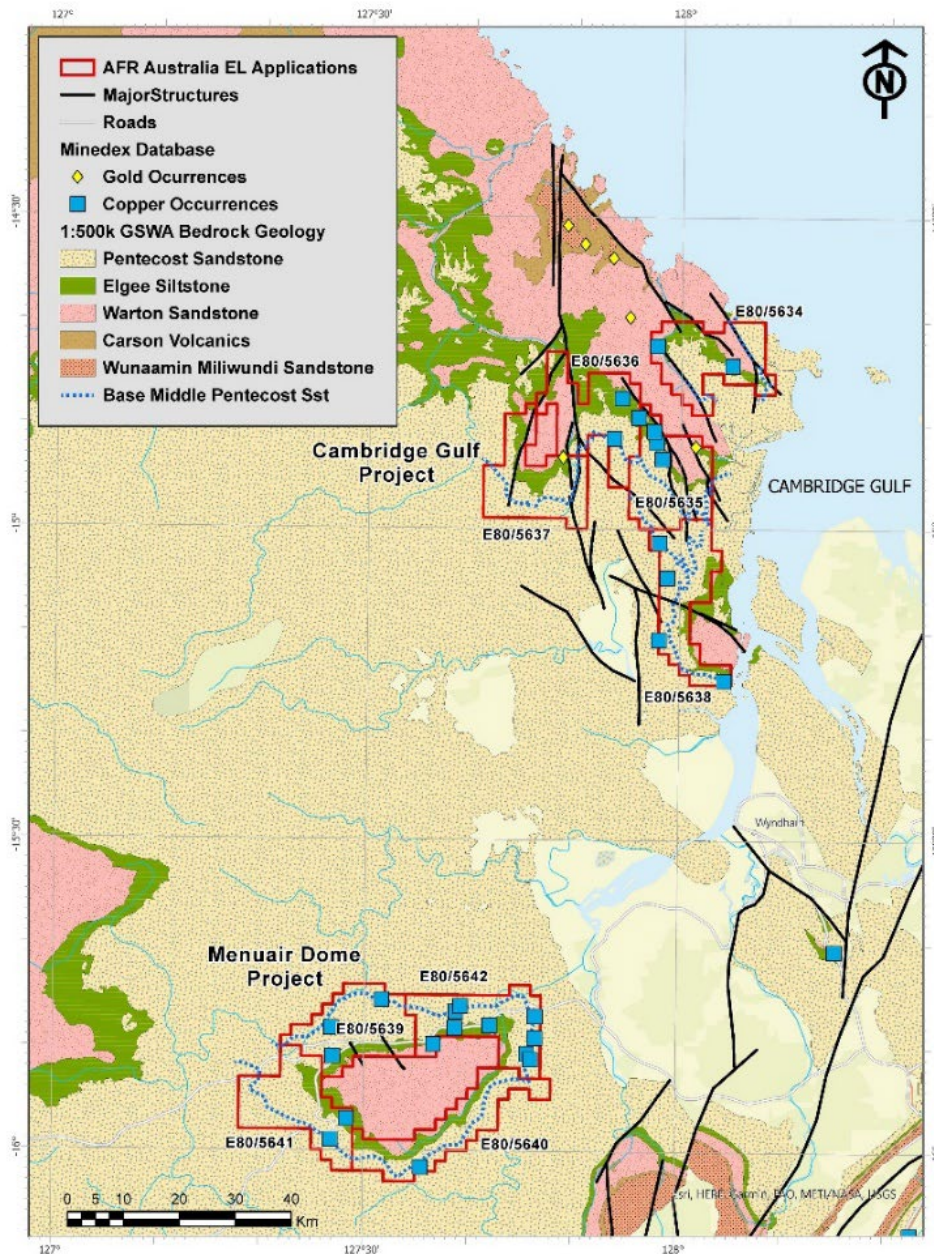 127°
127°30'
128°
AFR Australia EL Applications
MajorStructures
Roads
Minedex Database
Gold Ocurrences
Copper Occurrences
1:500k GSWA Bedrock Geology
Pentecost Sandstone
Elgee Siltstone
Warton Sandstone
Carson Volcanics
Wunaamin Miliwundi Sandstone
Base Middle Pentecost Sst
N
-14°30'
E80/5634
E80/5636
Cambridge Gulf
Project
CAMBRIDGE GULF
-15°
E80/5635
E80/5637
E80/5638
-15°30'
Wyndham
Menuair Dome
Project
E80/5642
E80/5639
E80/5641
E80/5640
-16°
0 5 10 20 30 40
Km
Esri, HERE, Garmin, FAO, METI/NASA, USGS
127°
127°30'
128°